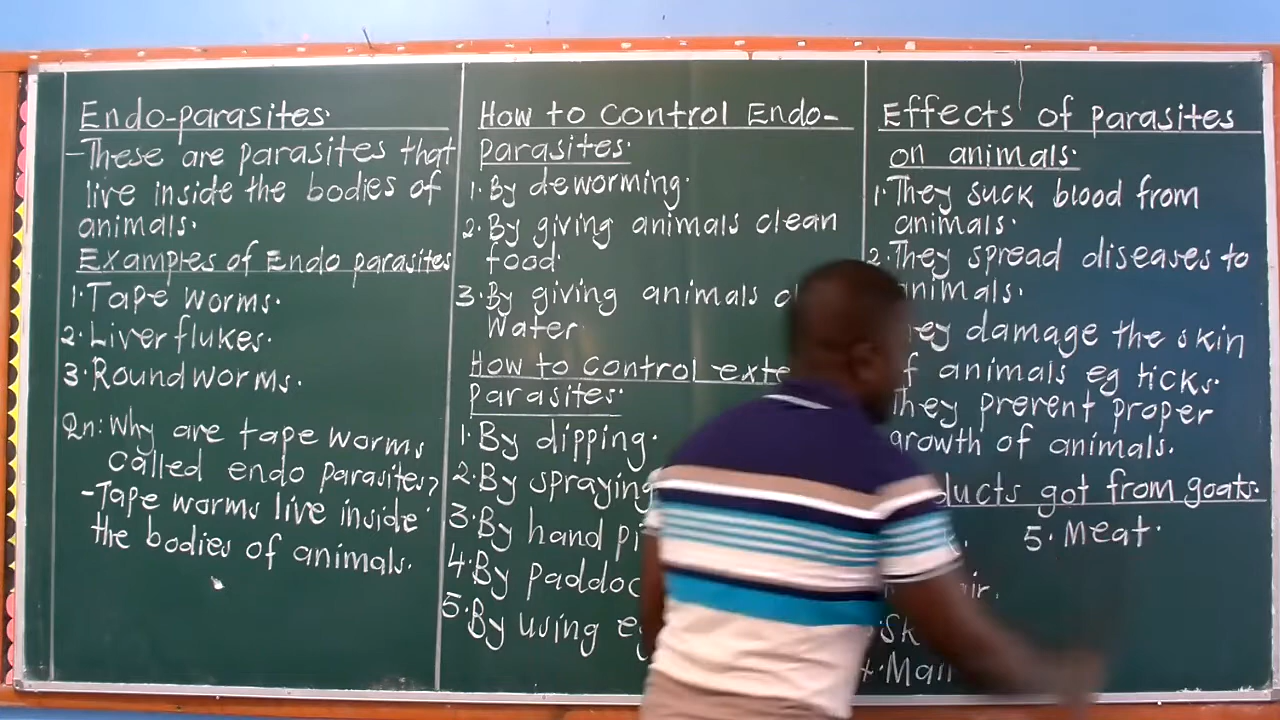 Endo-parasites.
-These are parasites that
live inside the bodies of
animals.
Examples of Endo parasites
1. Tape worms.
2. Liver flukes.
3. Roundworms.
Qn: Why are tape worms
called endo parasites?
-Tape worms live inside
the bodies of animals.
How to control Endo-
parasites.
1. By deworming.
2. By giving animals clean
food.
3. By giving animals
Water.
How to control
Parasites.
1. By dipping.
2. By spraying
3. By hand
4. By
5. By using
Effects of parasites
on animals.
1. They suck blood from
animals.
2. They spread diseases to
animals.
damage the skin
animals eg ticks.
They prevent proper
growth of animals.
got from goats.
5. Meat.